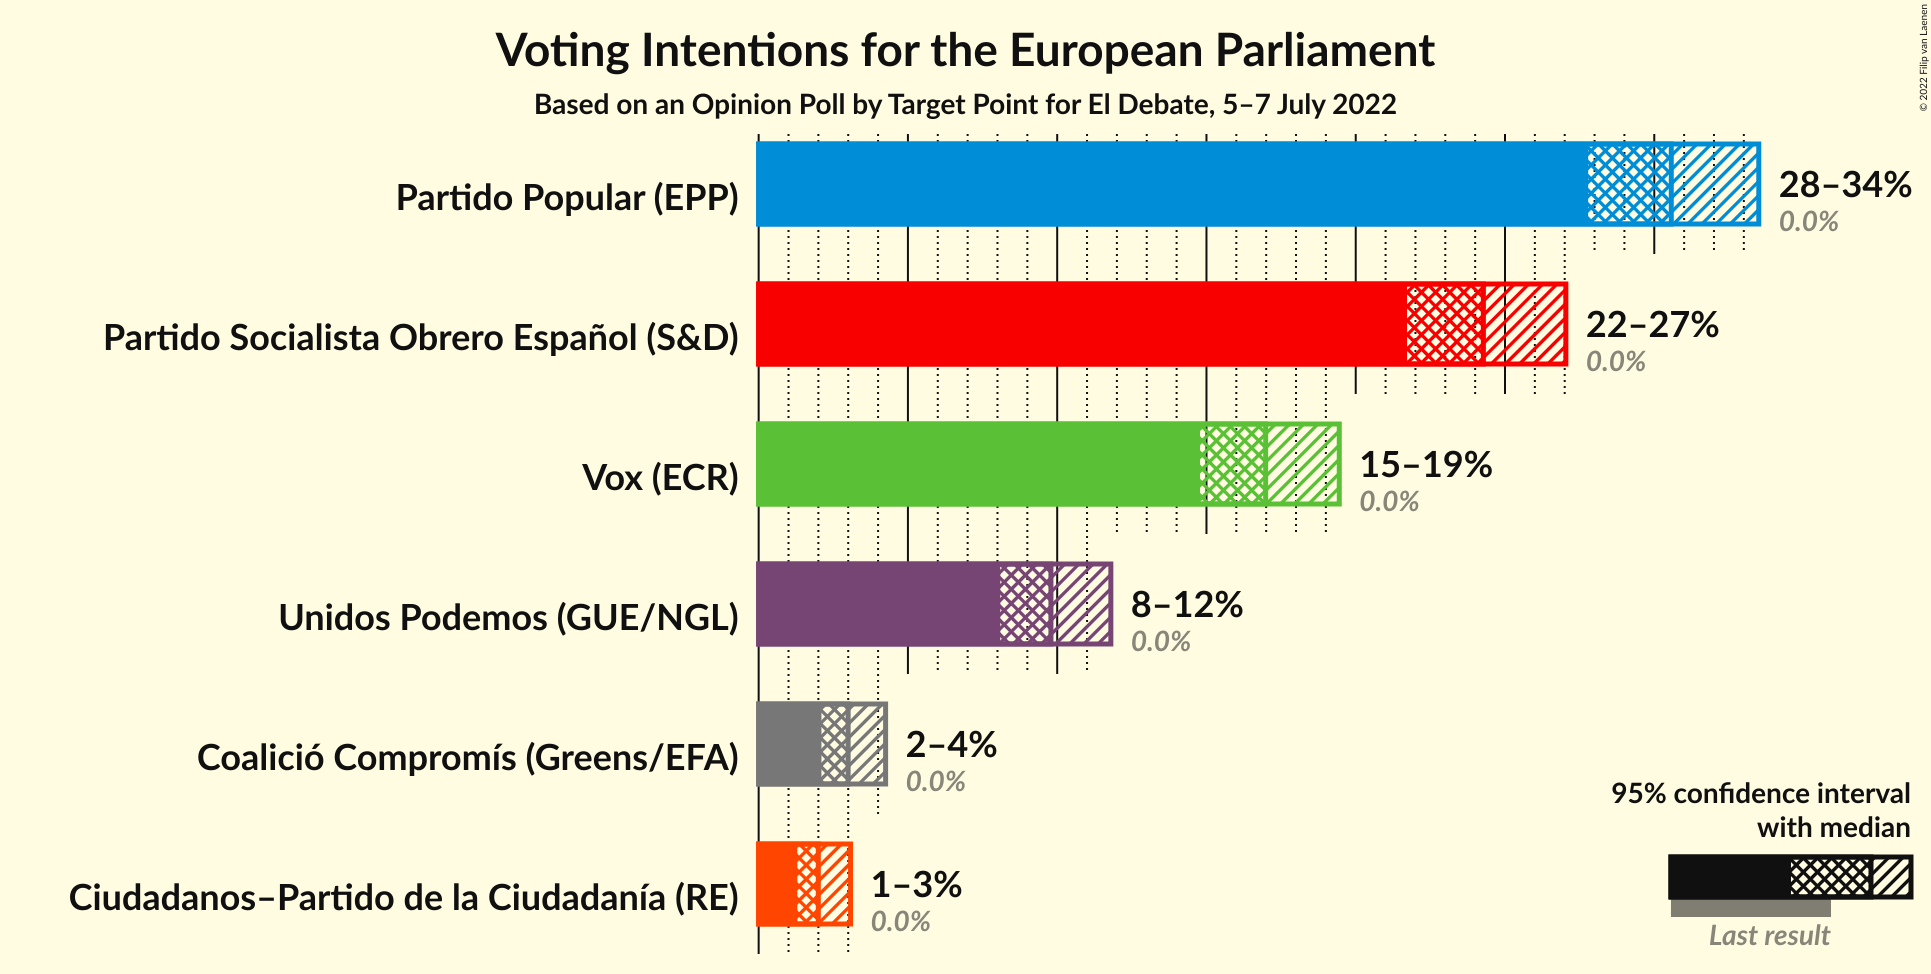 Voting Intentions for the European Parliament
Based on an Opinion Poll by Target Point for El Debate, 5–7 July 2022
© 2022 Filip van Laenen
Partido Popular (EPP)
28–34%
0.0%
Partido Socialista Obrero Español (S&D)
22–27%
0.0%
Vox (ECR)
15–19%
0.0%
Unidos Podemos (GUE/NGL)
8–12%
0.0%
Coalició Compromís (Greens/EFA)
2–4%
0.0%
Ciudadanos–Partido de la Ciudadanía (RE)
1–3%
0.0%
95% confidence interval
with median
Last result